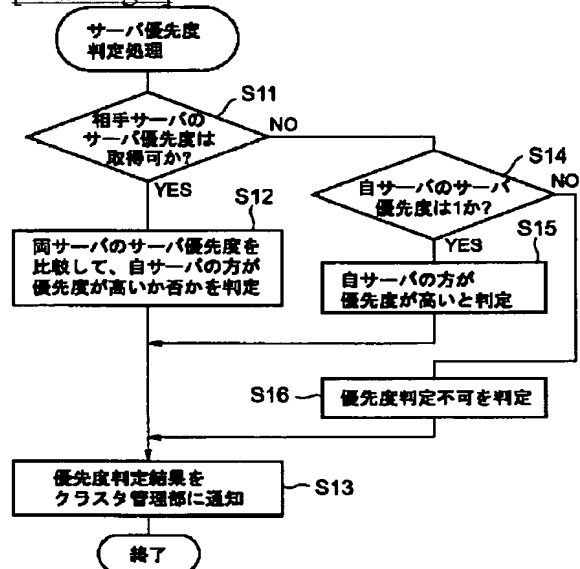 サーバ優先度
判定処理
S11
相手サーバの
サーバ優先度は
取得可か?
NO
YES
S12
両サーバのサーバ優先度を
比較して、自サーバの方が
優先度が高いか否かを判定
S14
自サーバのサーバ
優先度は1か?
NO
YES
S15
自サーバの方が
優先度が高いと判定
S16
優先度判定不可を判定
優先度判定結果を
クラスタ管理部に通知
S13
終了